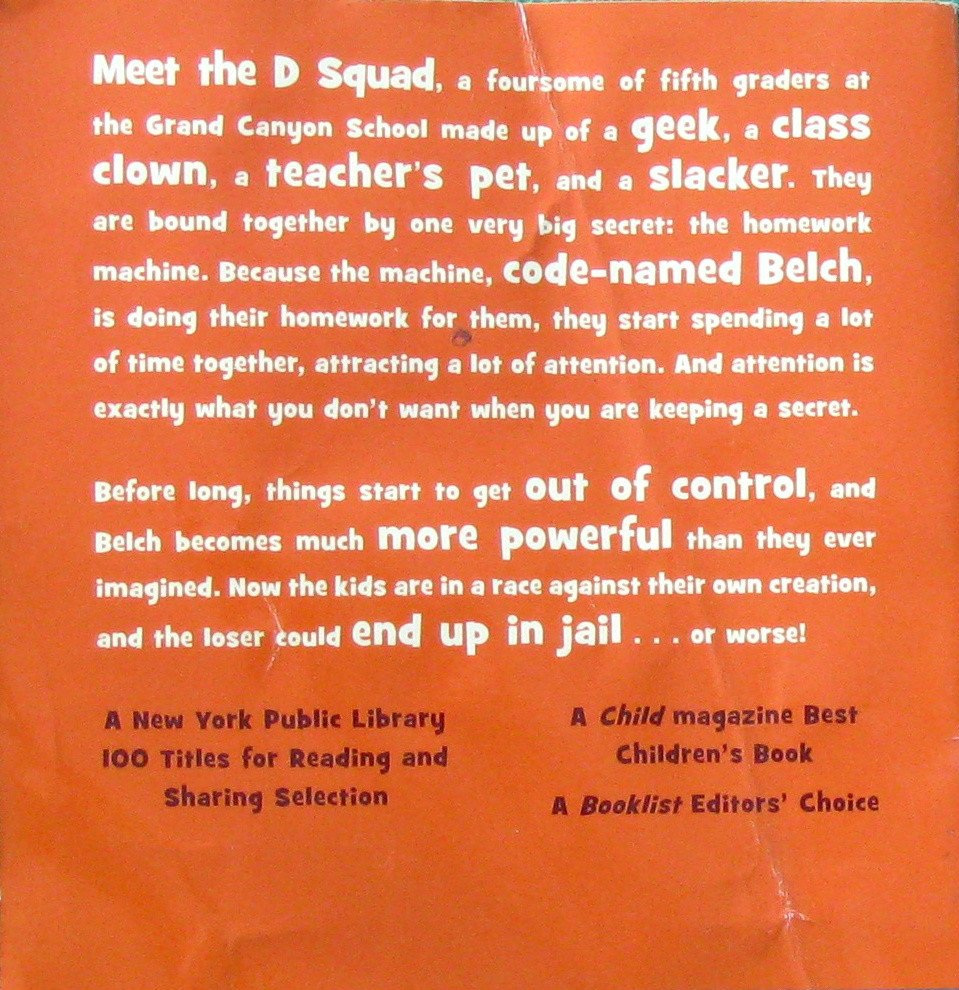 Meet the D Squad, a foursome of fifth graders at
the Grand Canyon School made up of a geek, a class
clown, a teacher's pet, and a slacker. They
are bound together by one very big secret: the homework
machine. Because the machine, code-named Belch,
is doing their homework for them, they start spending a lot
of time together, attracting a lot of attention. And attention is
exactly what you don't want when you are keeping a secret.
Before long, things start to get out of control, and
Belch becomes much more powerful than they ever
imagined. Now the kids are in a race against their own creation,
and the loser could end up in jail . . . or worse!
A New York Public Library
100 Titles for Reading and
Sharing Selection
A Child magazine Best
Children's Book
A Booklist Editors' Choice